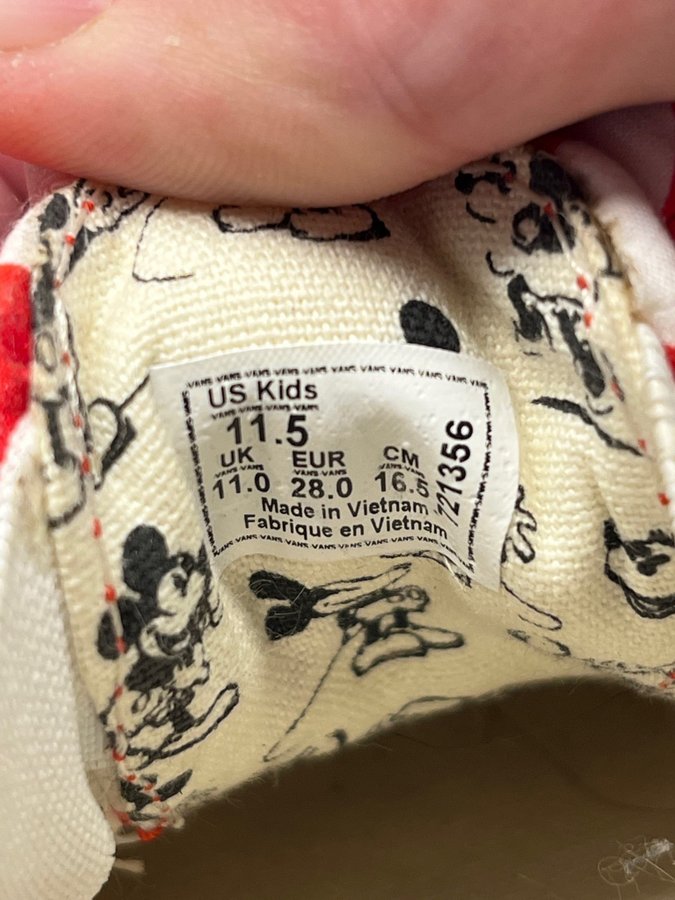 US Kids
11.5
UK EUR CM
11.0 28.0 16.5
Made in Vietnam
Fabrique en Vietnam
721356